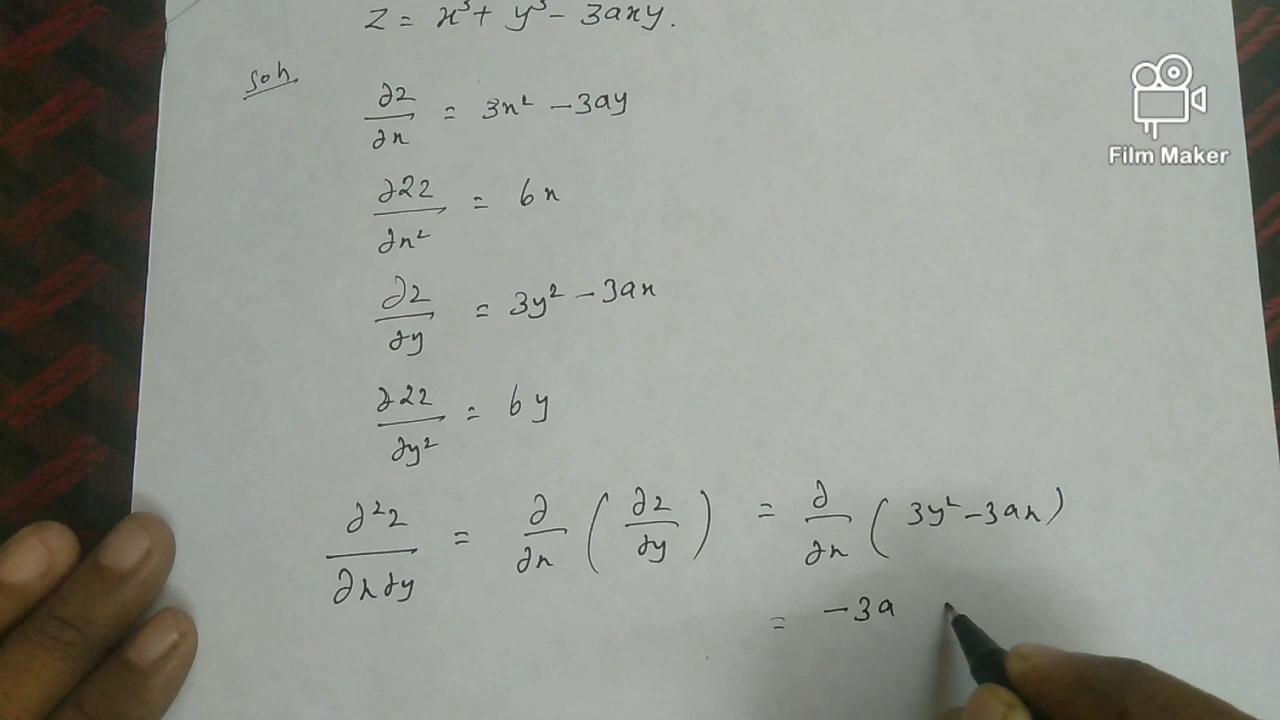 z = x³ + y³ - 3axy.
Soln.
∂z/∂x = 3x² - 3ay
∂2z/∂x² = 6x
∂z/∂y = 3y² - 3ax
∂2z/∂y² = 6y
∂²z/∂x∂y = ∂/∂x (∂z/∂y) = ∂/∂x (3y² - 3ax)
= -3a
Film Maker